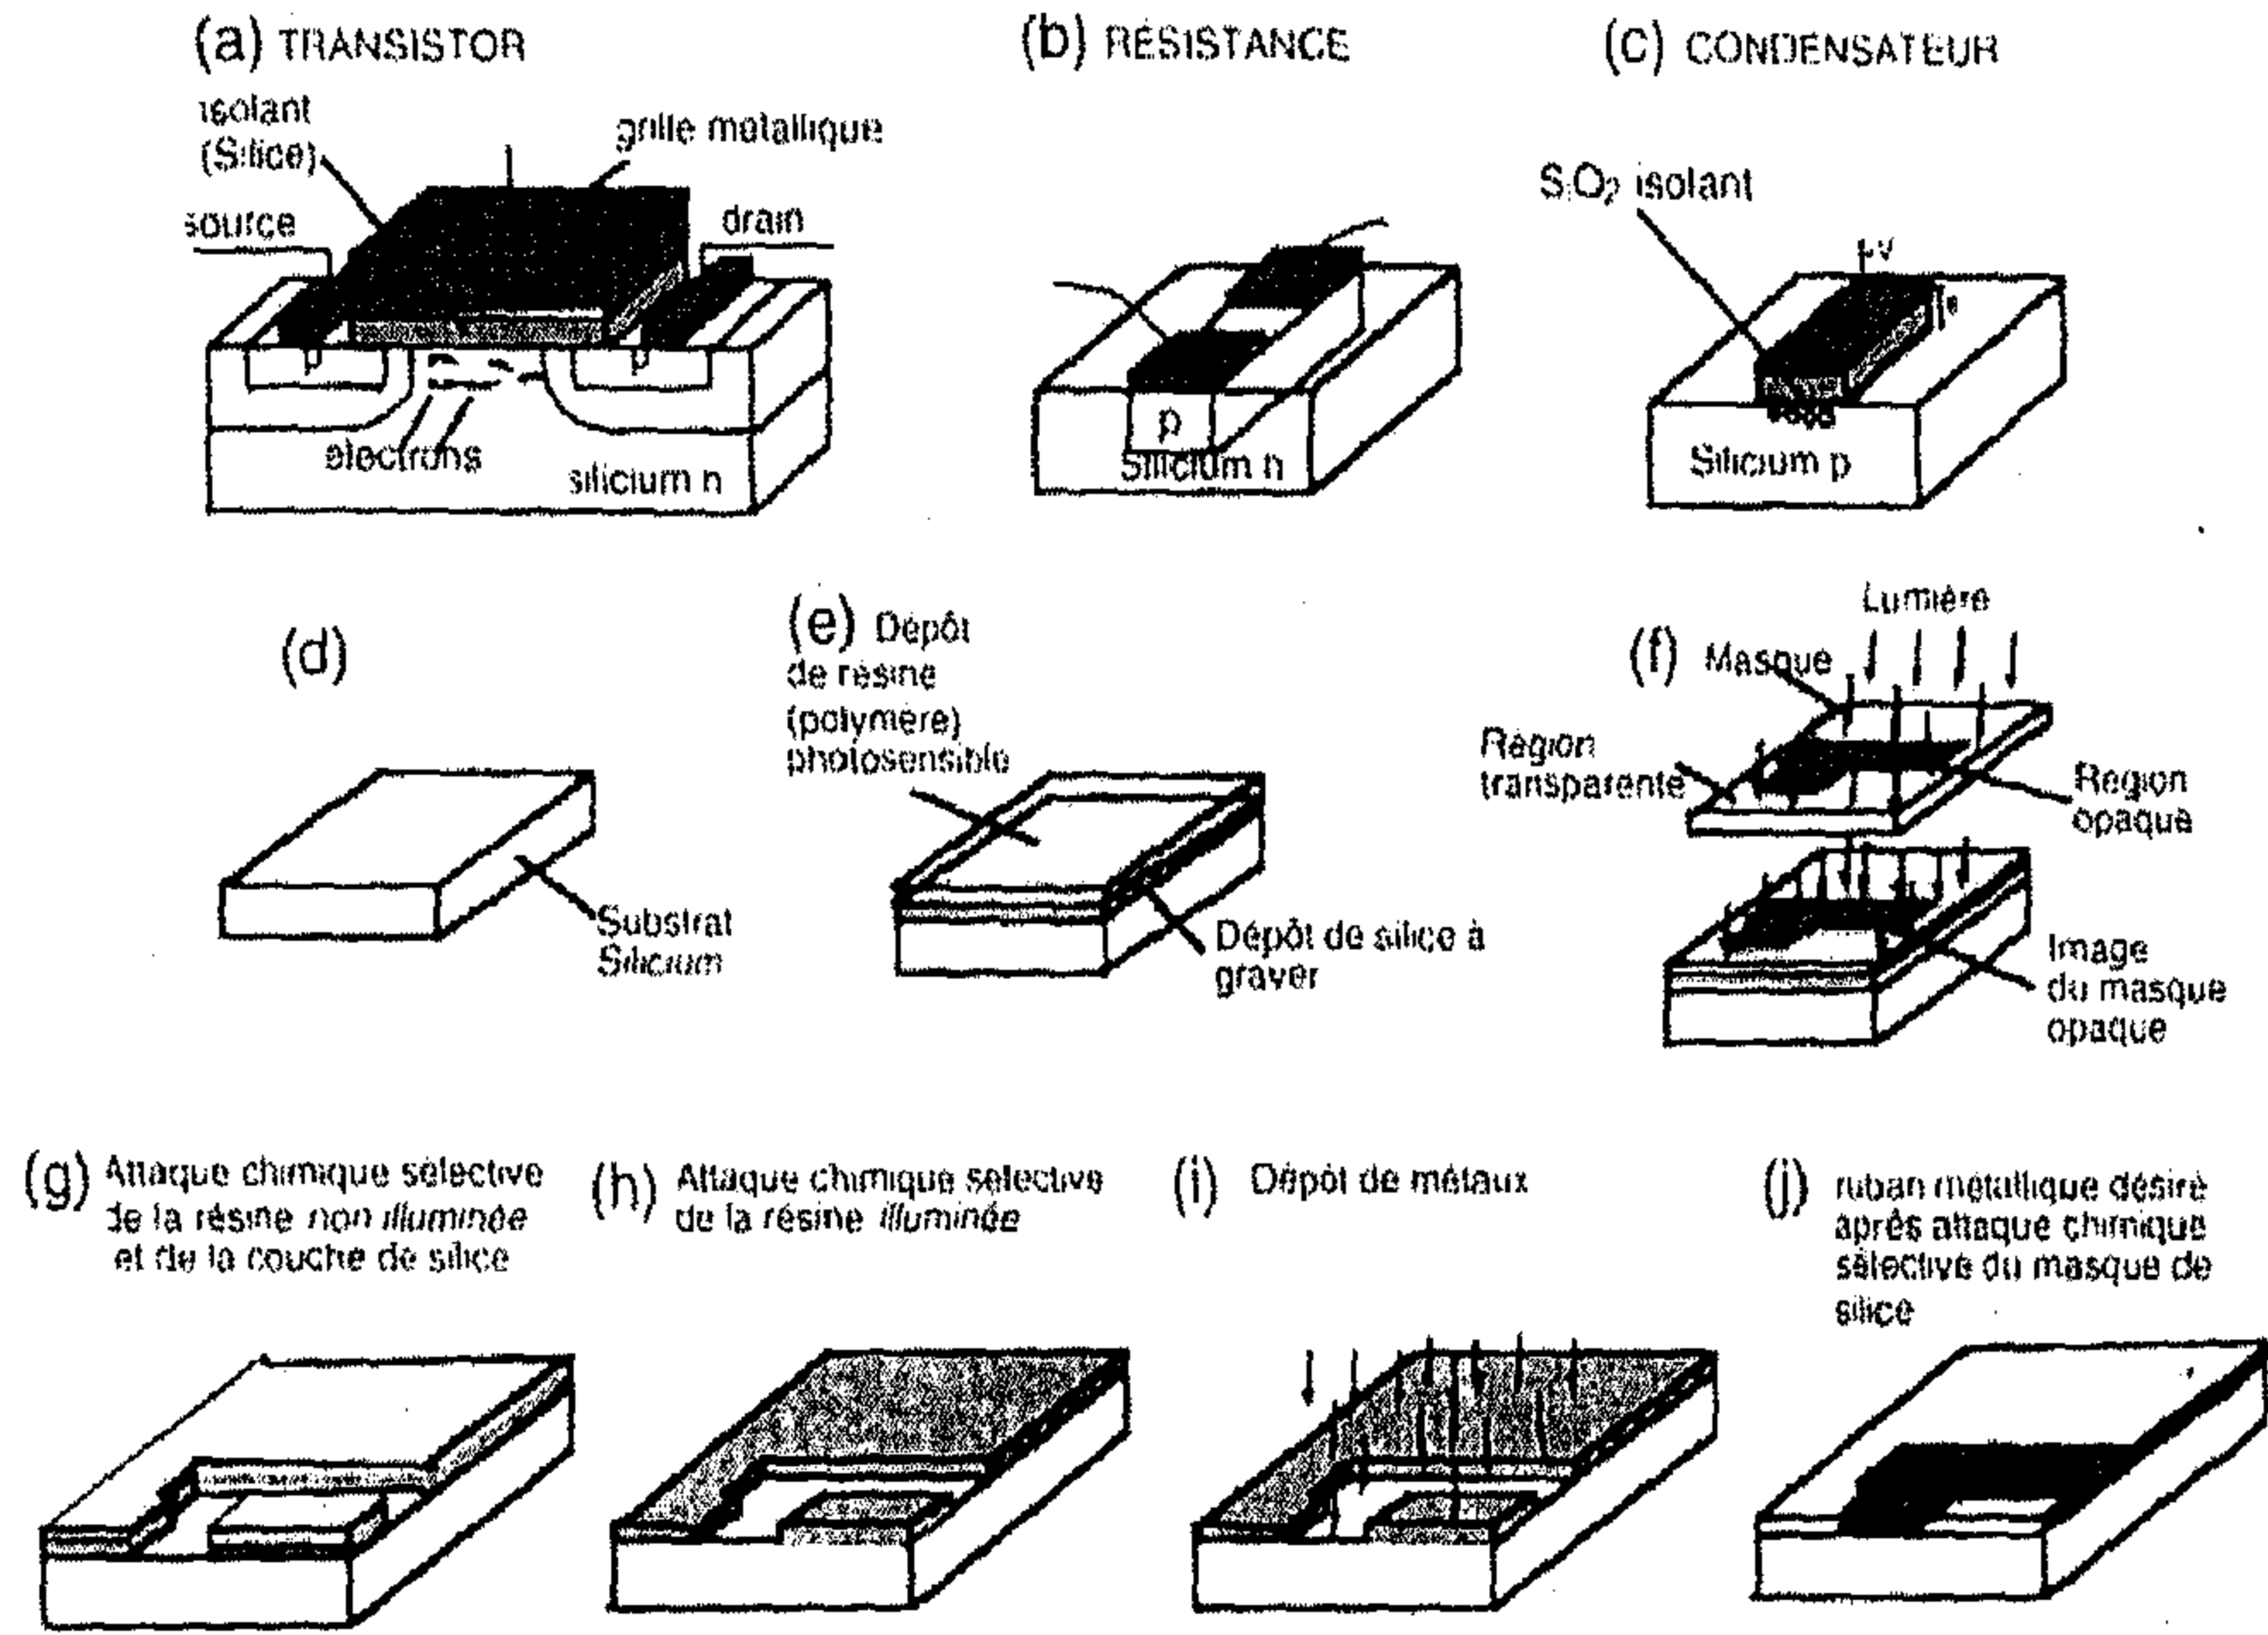 (a) TRANSISTOR
isolant
(Silice)
grille métallique
source
drain
p
p
électrons
silicium n
(b) RÉSISTANCE
p
Silicium n
(c) CONDENSATEUR
SiO₂ isolant
e
Silicium p
(d)
Substrat
Silicium
(e) Dépôt
de résine
(polymère)
photosensible
Dépôt de silice à
graver
(f) Masque
Lumière
Région
transparente
Région
opaque
Image
du masque
opaque
(g) Attaque chimique sélective
de la résine non illuminée
et de la couche de silice
(h) Attaque chimique sélective
de la résine illuminée
(i) Dépôt de métaux
(j) ruban métallique désiré
après attaque chimique
sélective du masque de
silice